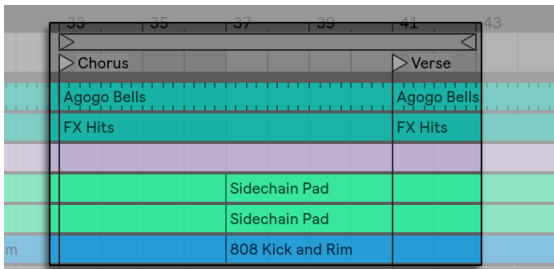 33 35 37 39 41 43
Chorus Verse
Agogo Bells Agogo Bells
FX Hits FX Hits
Sidechain Pad
Sidechain Pad
m 808 Kick and Rim